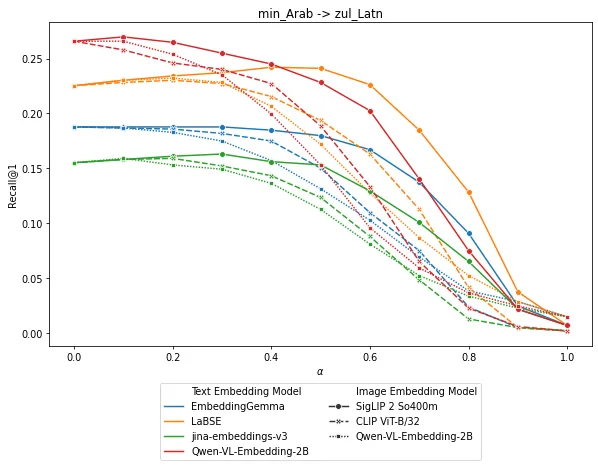 min_Arab -> zul_Latn
Recall@1
0.25
0.20
0.15
0.10
0.05
0.00
0.0 0.2 0.4 0.6 0.8 1.0
α
Text Embedding Model Image Embedding Model
EmbeddingGemma SigLIP 2 So400m
LaBSE CLIP ViT-B/32
jina-embeddings-v3 Qwen-VL-Embedding-2B
Qwen-VL-Embedding-2B